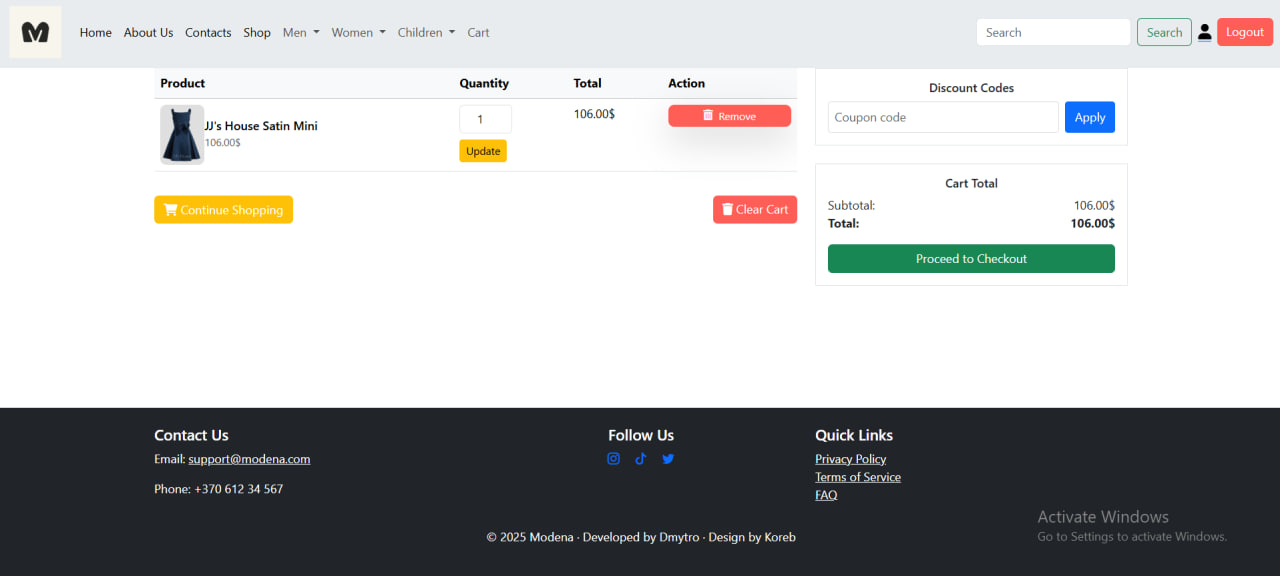 M
Home About Us Contacts Shop Men Women Children Cart Search Search Logout
Product Quantity Total Action
JJ's House Satin Mini
106.00$
1
Update
106.00$
Remove
Continue Shopping Clear Cart
Discount Codes
Coupon code Apply
Cart Total
Subtotal: 106.00$
Total: 106.00$
Proceed to Checkout
Contact Us
Email: support@modena.com
Phone: +370 612 34 567
Follow Us
Quick Links
Privacy Policy
Terms of Service
FAQ
© 2025 Modena · Developed by Dmytro · Design by Koreb
Activate Windows
Go to Settings to activate Windows.